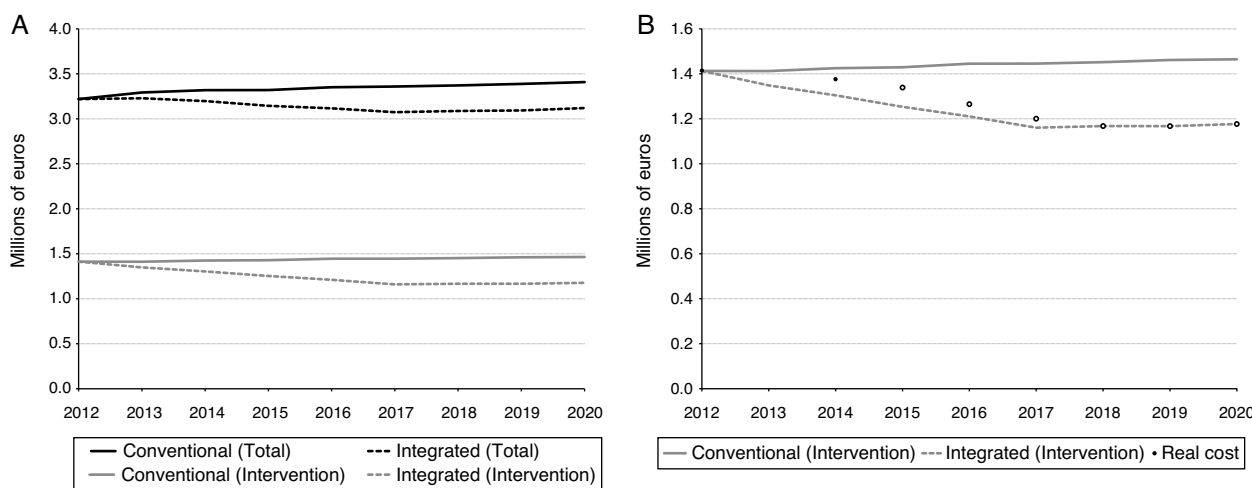 A
Millions of euros
4.0
3.5
3.0
2.5
2.0
1.5
1.0
0.5
0.0
2012 2013 2014 2015 2016 2017 2018 2019 2020
Conventional (Total) Integrated (Total)
Conventional (Intervention) Integrated (Intervention)
B
Millions of euros
1.6
1.4
1.2
1.0
0.8
0.6
0.4
0.2
0.0
2012 2013 2014 2015 2016 2017 2018 2019 2020
Conventional (Intervention) Integrated (Intervention) Real cost